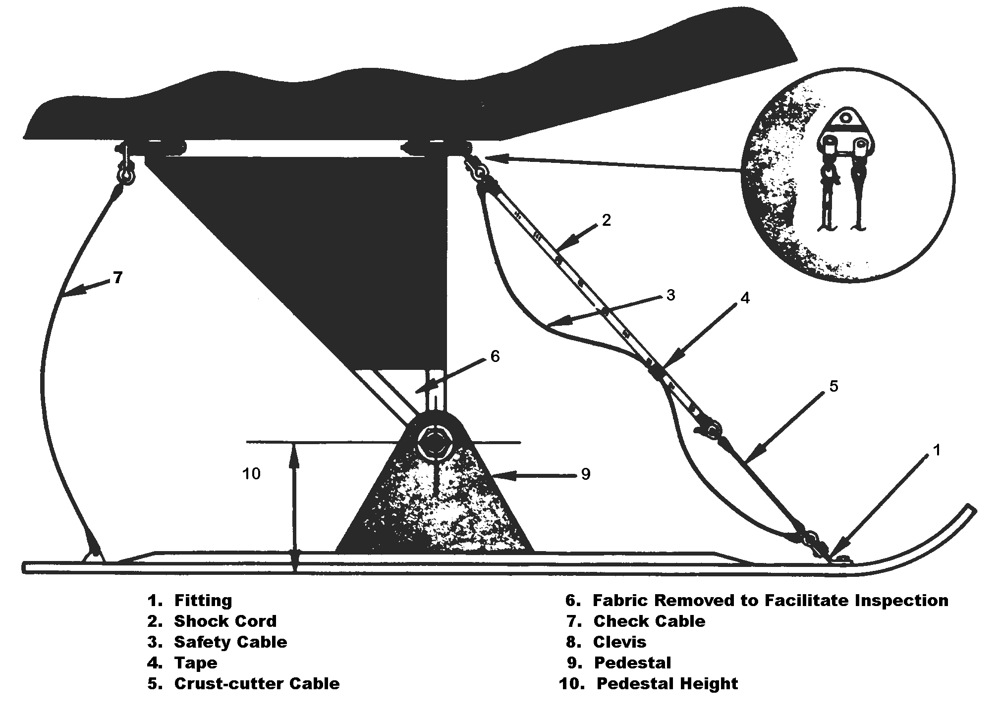 2
7
3
4
6
5
1
10
9
1. Fitting
2. Shock Cord
3. Safety Cable
4. Tape
5. Crust-cutter Cable
6. Fabric Removed to Facilitate Inspection
7. Check Cable
8. Clevis
9. Pedestal
10. Pedestal Height